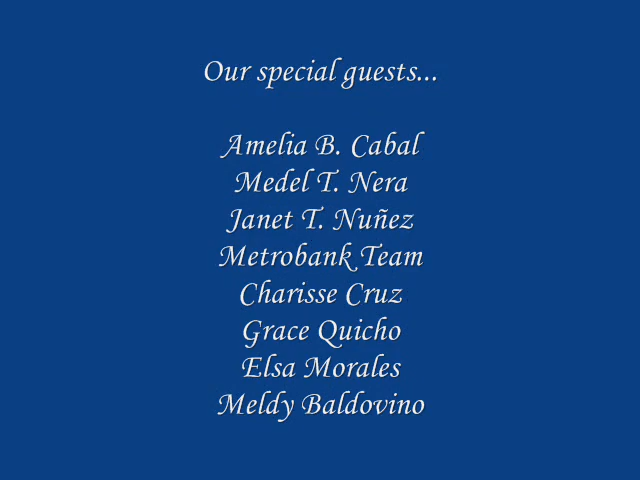 Our special guests...
Amelia B. Cabal
Medel T. Nera
Janet T. Nuñez
Metrobank Team
Charisse Cruz
Grace Quicho
Elsa Morales
Meldy Baldovino